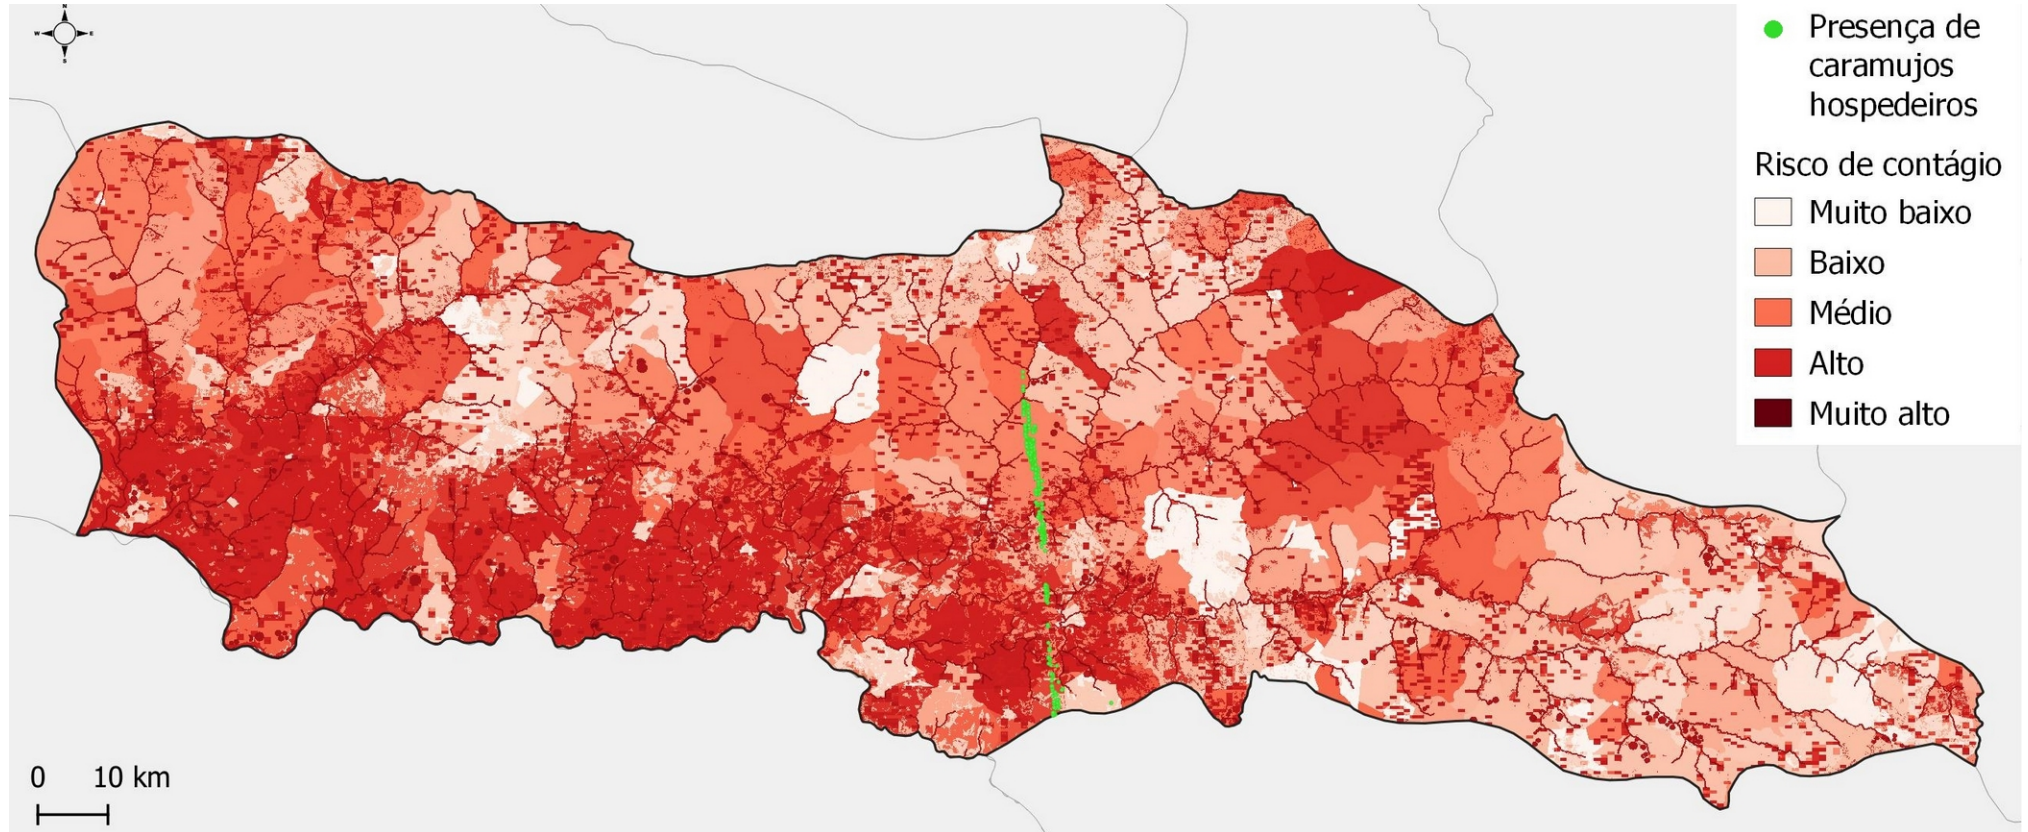 N
W
E
S
Presença de
caramujos
hospedeiros
Risco de contágio
Muito baixo
Baixo
Médio
Alto
Muito alto
0 10 km